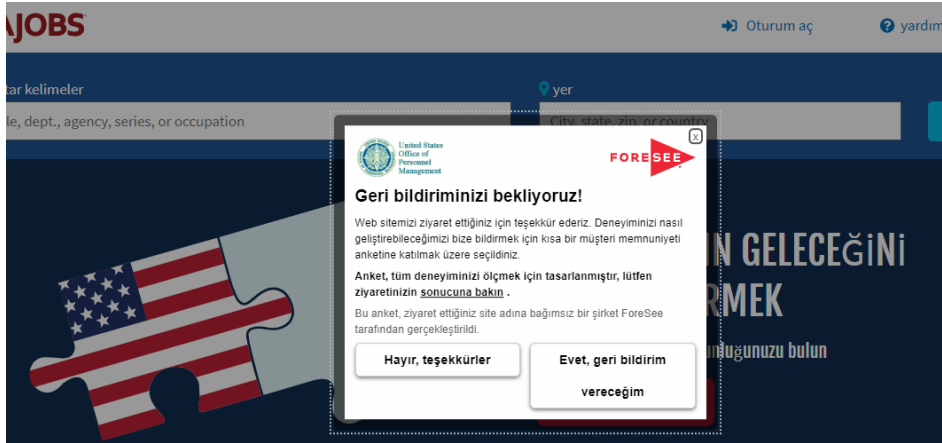 AJOBS
Oturum aç
yardım
tar kelimeler
yer
le, dept., agency, series, or occupation
City, state, zip, or country
x
United States
Office of
Personnel
Management
FORESEE
Geri bildiriminizi bekliyoruz!
Web sitemizi ziyaret ettiğiniz için teşekkür ederiz. Deneyiminizi nasıl
geliştirebileceğimizi bize bildirmek için kısa bir müşteri memnuniyeti
anketine katılmak üzere seçildiniz.
Anket, tüm deneyiminizi ölçmek için tasarlanmıştır, lütfen
ziyaretinizin sonucuna bakın .
Bu anket, ziyaret ettiğiniz site adına bağımsız bir şirket ForeSee
tarafından gerçekleştirildi.
Hayır, teşekkürler
Evet, geri bildirim
vereceğim
N GELECEĞiNi
RMEK
unluğunuzu bulun